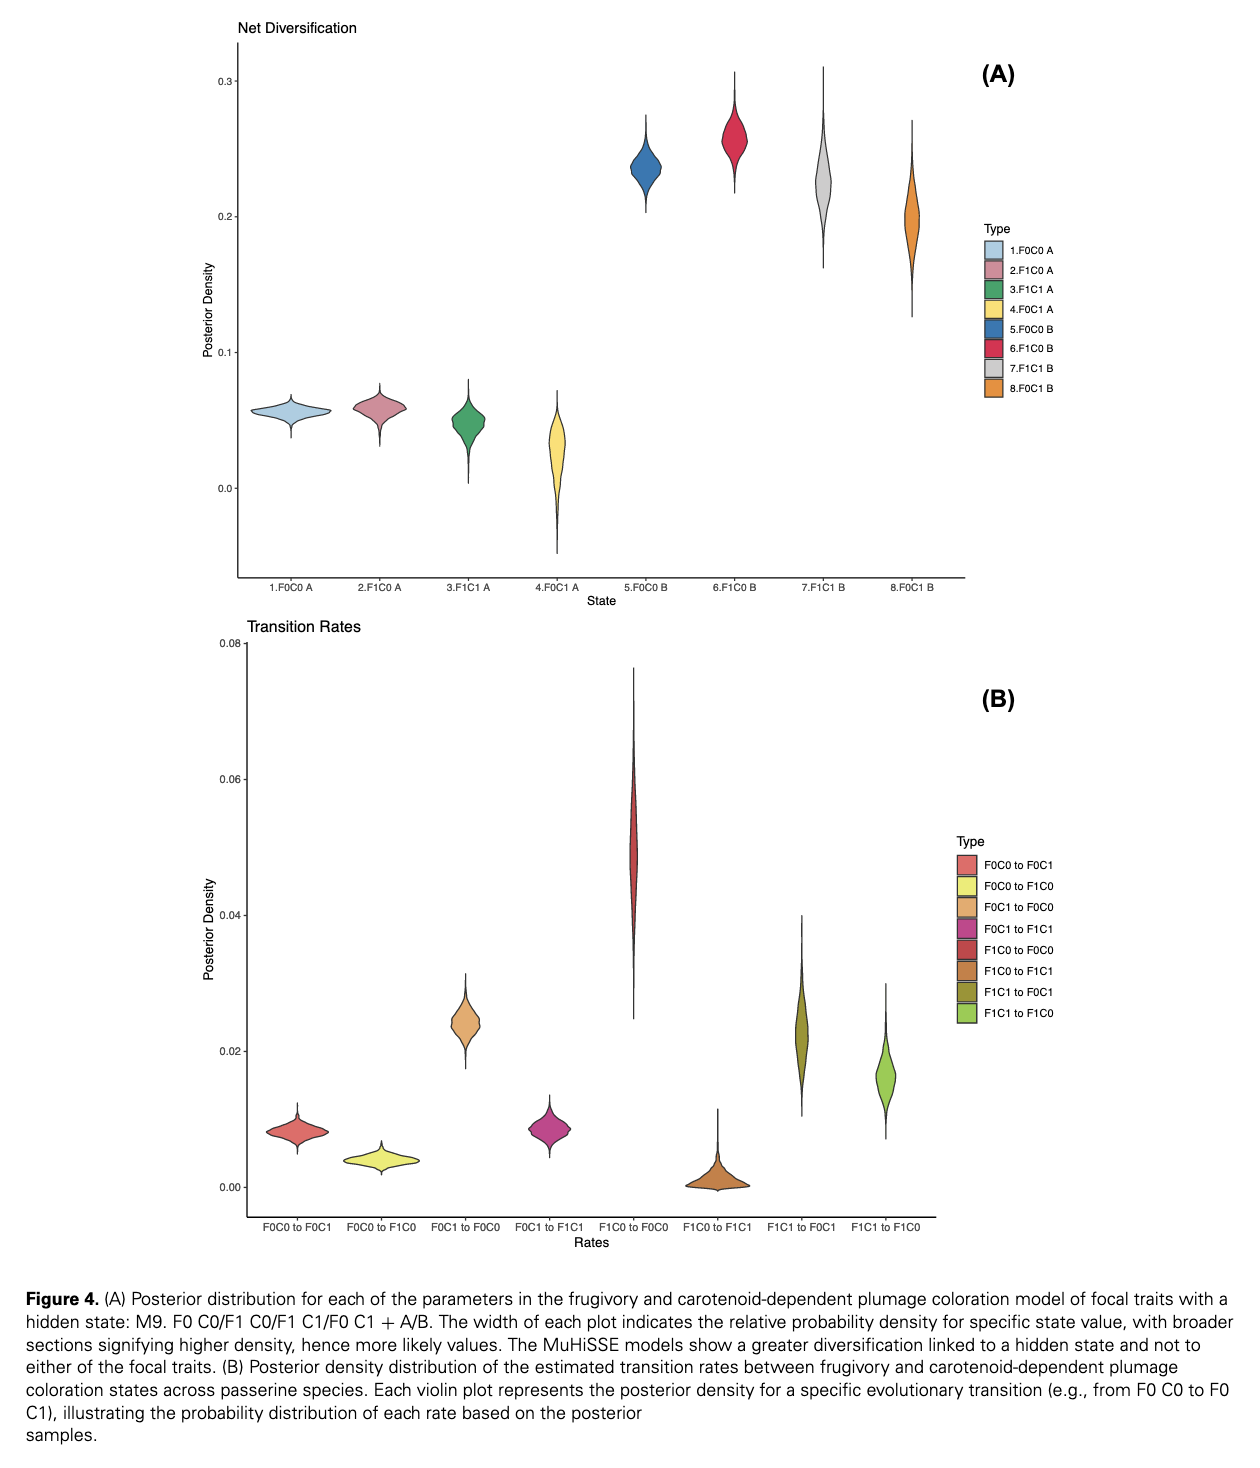 Net Diversification
(A)
0.3
0.2
0.1
0.0
Posterior Density
1.F0C0 A
2.F1C0 A
3.F1C1 A
4.F0C1 A
5.F0C0 B
6.F1C0 B
7.F1C1 B
8.F0C1 B
State
Type
1.F0C0 A
2.F1C0 A
3.F1C1 A
4.F0C1 A
5.F0C0 B
6.F1C0 B
7.F1C1 B
8.F0C1 B
Transition Rates
(B)
0.08
0.06
0.04
0.02
0.00
Posterior Density
F0C0 to F0C1
F0C0 to F1C0
F0C1 to F0C0
F0C1 to F1C1
F1C0 to F0C0
F1C0 to F1C1
F1C1 to F0C1
F1C1 to F1C0
Rates
Type
F0C0 to F0C1
F0C0 to F1C0
F0C1 to F0C0
F0C1 to F1C1
F1C0 to F0C0
F1C0 to F1C1
F1C1 to F0C1
F1C1 to F1C0
Figure 4. (A) Posterior distribution for each of the parameters in the frugivory and carotenoid-dependent plumage coloration model of focal traits with a
hidden state: M9. F0 C0/F1 C0/F1 C1/F0 C1 + A/B. The width of each plot indicates the relative probability density for specific state value, with broader
sections signifying higher density, hence more likely values. The MuHiSSE models show a greater diversification linked to a hidden state and not to
either of the focal traits. (B) Posterior density distribution of the estimated transition rates between frugivory and carotenoid-dependent plumage
coloration states across passerine species. Each violin plot represents the posterior density for a specific evolutionary transition (e.g., from F0 C0 to F0
C1), illustrating the probability distribution of each rate based on the posterior
samples.